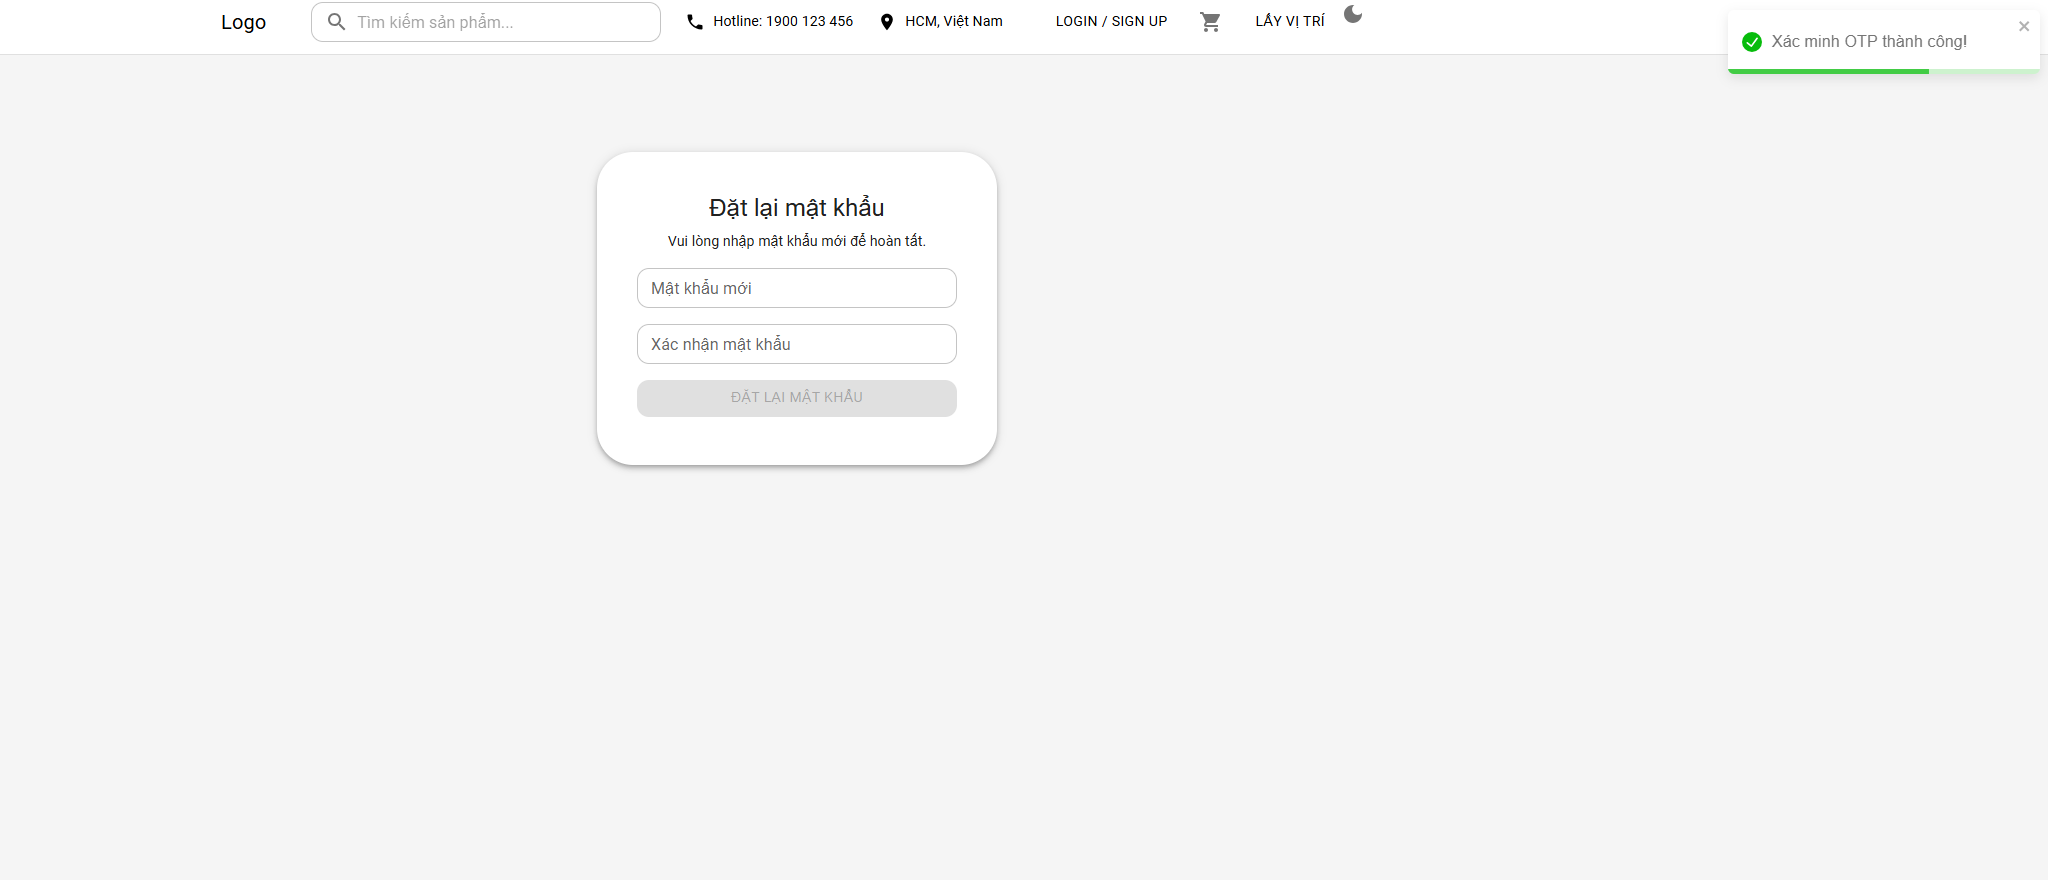 Logo
Tìm kiếm sản phẩm...
Hotline: 1900 123 456
HCM, Việt Nam
LOGIN / SIGN UP
LẤY VỊ TRÍ
Xác minh OTP thành công!
Đặt lại mật khẩu
Vui lòng nhập mật khẩu mới để hoàn tất.
Mật khẩu mới
Xác nhận mật khẩu
ĐẶT LẠI MẬT KHẨU